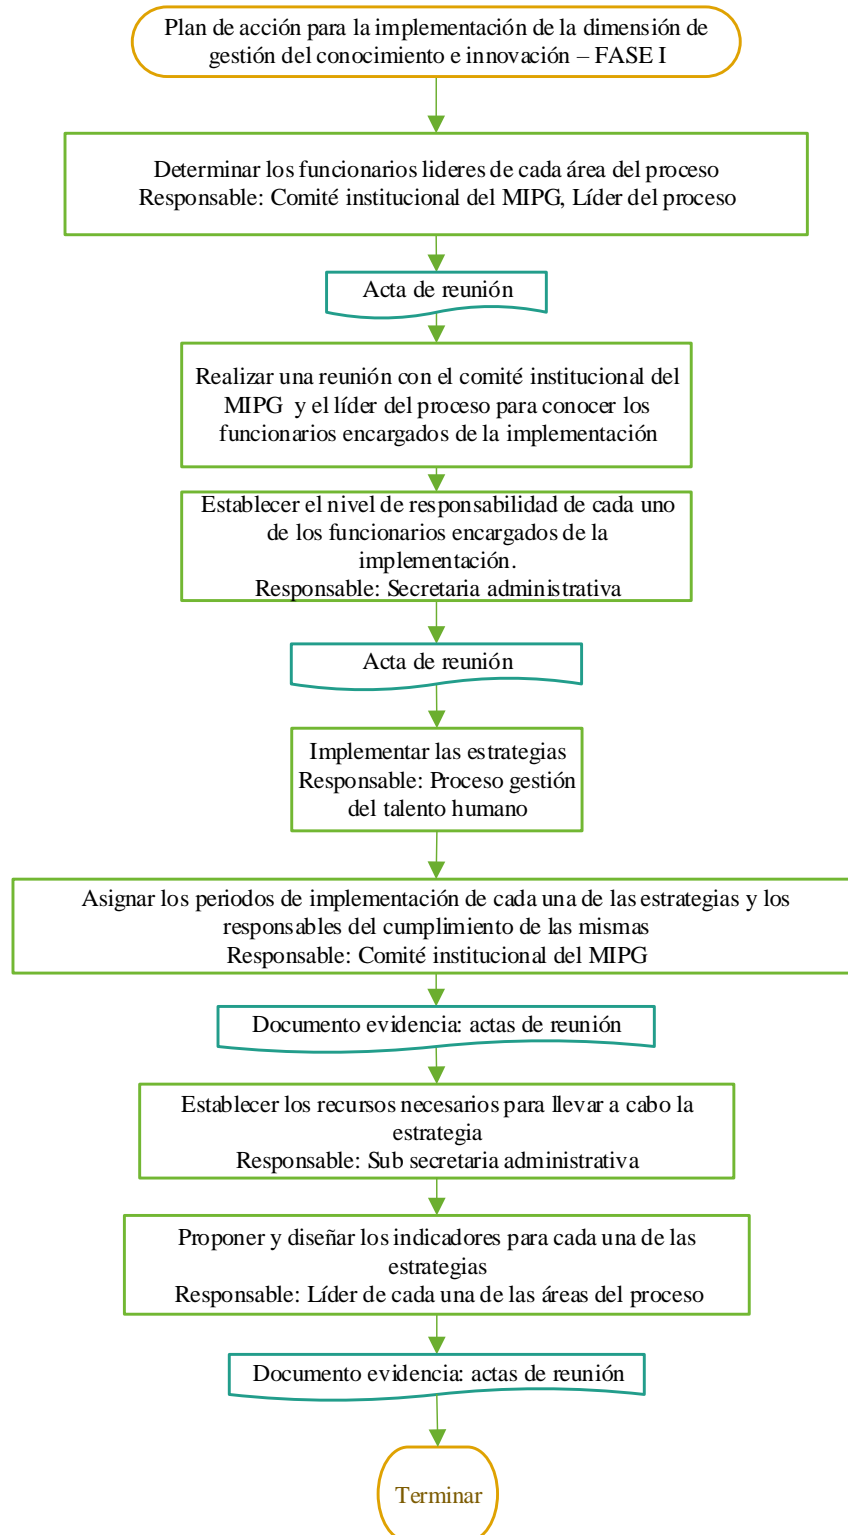 Plan de acción para la implementación de la dimensión de
gestión del conocimiento e innovación – FASE I
Determinar los funcionarios lideres de cada área del proceso
Responsable: Comité institucional del MIPG, Líder del proceso
Acta de reunión
Realizar una reunión con el comité institucional del
MIPG y el líder del proceso para conocer los
funcionarios encargados de la implementación
Establecer el nivel de responsabilidad de cada uno
de los funcionarios encargados de la
implementación.
Responsable: Secretaria administrativa
Acta de reunión
Implementar las estrategias
Responsable: Proceso gestión
del talento humano
Asignar los periodos de implementación de cada una de las estrategias y los
responsables del cumplimiento de las mismas
Responsable: Comité institucional del MIPG
Documento evidencia: actas de reunión
Establecer los recursos necesarios para llevar a cabo la
estrategia
Responsable: Sub secretaria administrativa
Proponer y diseñar los indicadores para cada una de las
estrategias
Responsable: Líder de cada una de las áreas del proceso
Documento evidencia: actas de reunión
Terminar